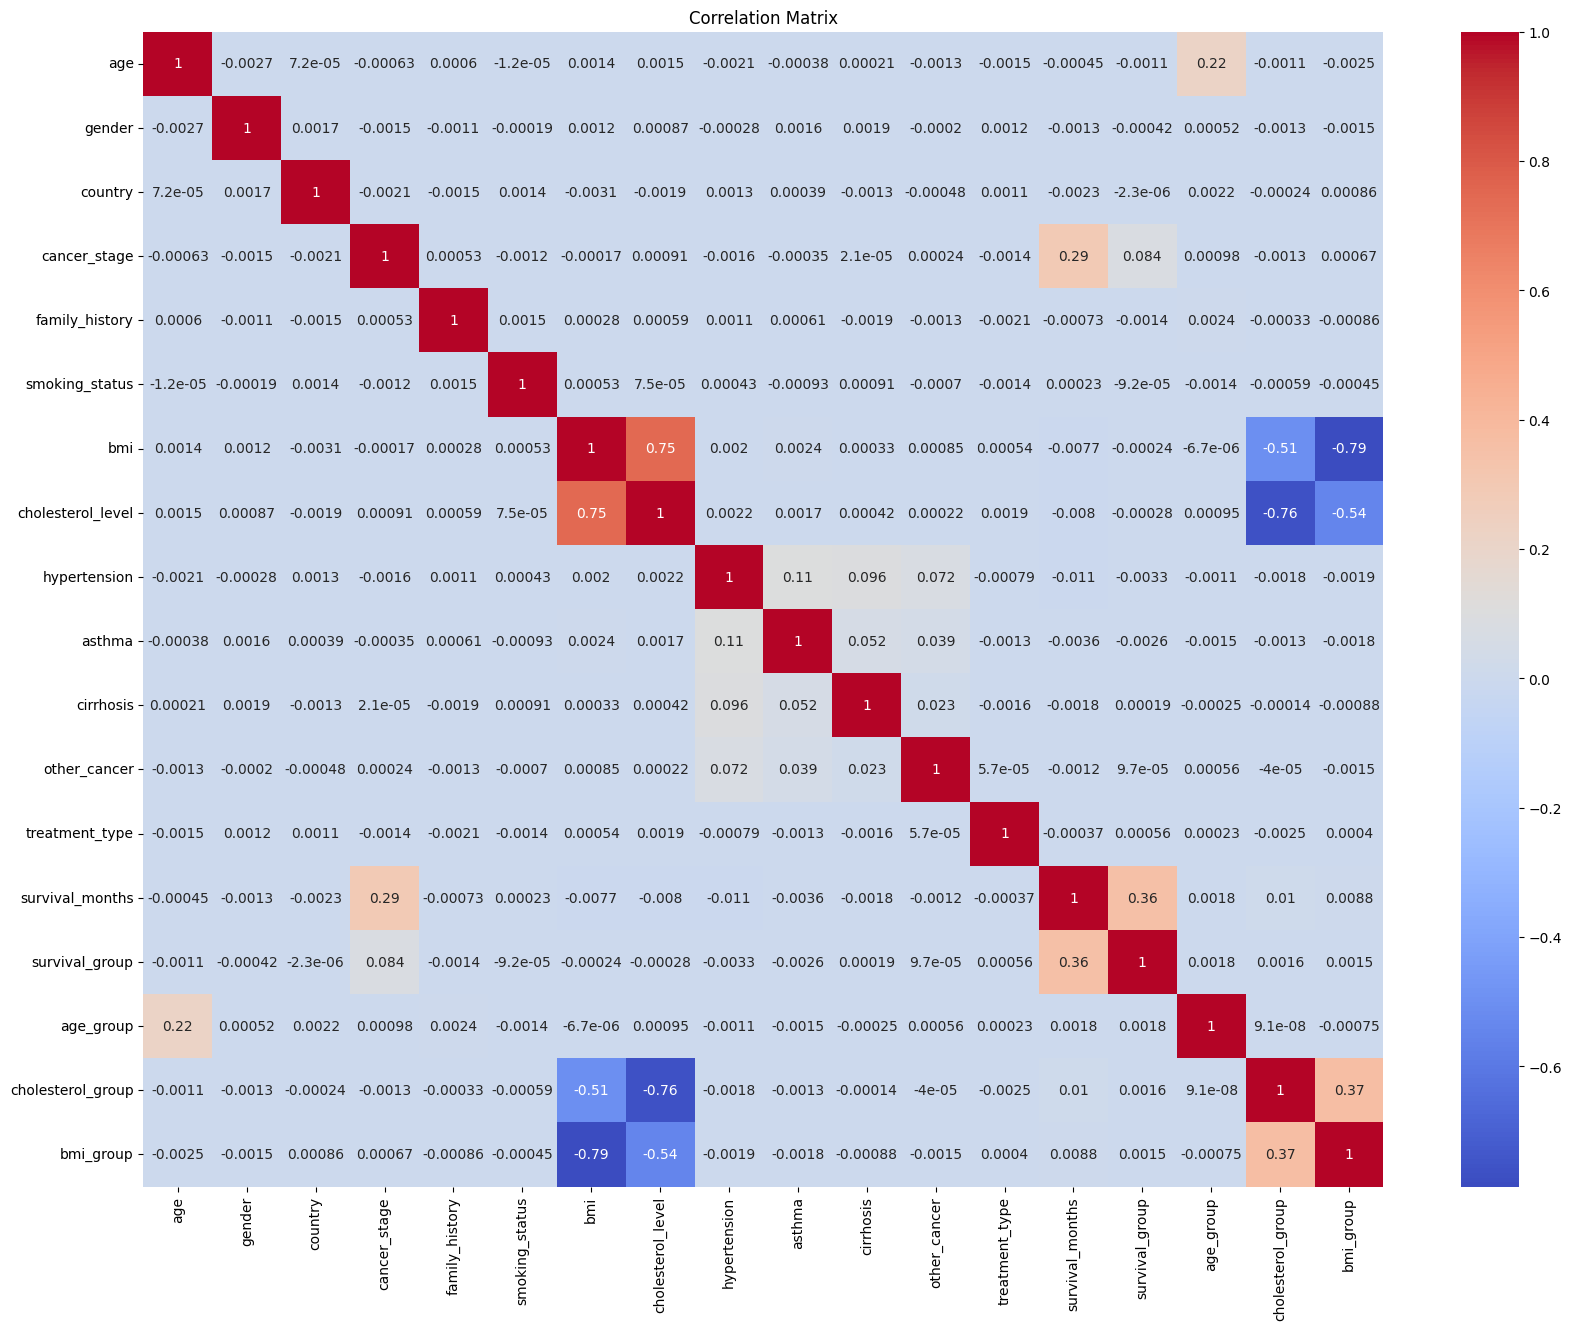 Correlation Matrix
age 1 -0.0027 7.2e-05 -0.00063 0.0006 -1.2e-05 0.0014 0.0015 -0.0021 -0.00038 0.00021 -0.0013 -0.0015 -0.00045 -0.0011 0.22 -0.0011 -0.0025
gender -0.0027 1 0.0017 -0.0015 -0.0011 -0.00019 0.0012 0.00087 -0.00028 0.0016 0.0019 -0.0002 0.0012 -0.0013 -0.00042 0.00052 -0.0013 -0.0015
country 7.2e-05 0.0017 1 -0.0021 -0.0015 0.0014 -0.0031 -0.0019 0.0013 0.00039 -0.0013 -0.00048 0.0011 -0.0023 -2.3e-06 0.0022 -0.00024 0.00086
cancer_stage -0.00063 -0.0015 -0.0021 1 0.00053 -0.0012 -0.00017 0.00091 -0.0016 -0.00035 2.1e-05 0.00024 -0.0014 0.29 0.084 0.00098 -0.0013 0.00067
family_history 0.0006 -0.0011 -0.0015 0.00053 1 0.0015 0.00028 0.00059 0.0011 0.00061 -0.0019 -0.0013 -0.0021 -0.00073 -0.0014 0.0024 -0.00033 -0.00086
smoking_status -1.2e-05 -0.00019 0.0014 -0.0012 0.0015 1 0.00053 7.5e-05 0.00043 -0.00093 0.00091 -0.0007 -0.0014 0.00023 -9.2e-05 -0.0014 -0.00059 -0.00045
bmi 0.0014 0.0012 -0.0031 -0.00017 0.00028 0.00053 1 0.75 0.002 0.0024 0.00033 0.00085 0.00054 -0.0077 -0.00024 -6.7e-06 -0.51 -0.79
cholesterol_level 0.0015 0.00087 -0.0019 0.00091 0.00059 7.5e-05 0.75 1 0.0022 0.0017 0.00042 0.00022 0.0019 -0.008 -0.00028 0.00095 -0.76 -0.54
hypertension -0.0021 -0.00028 0.0013 -0.0016 0.0011 0.00043 0.002 0.0022 1 0.11 0.096 0.072 -0.00079 -0.011 -0.0033 -0.0011 -0.0018 -0.0019
asthma -0.00038 0.0016 0.00039 -0.00035 0.00061 -0.00093 0.0024 0.0017 0.11 1 0.052 0.039 -0.0013 -0.0036 -0.0026 -0.0015 -0.0013 -0.0018
cirrhosis 0.00021 0.0019 -0.0013 2.1e-05 -0.0019 0.00091 0.00033 0.00042 0.096 0.052 1 0.023 -0.0016 -0.0018 0.00019 -0.00025 -0.00014 -0.00088
other_cancer -0.0013 -0.0002 -0.00048 0.00024 -0.0013 -0.0007 0.00085 0.00022 0.072 0.039 0.023 1 5.7e-05 -0.0012 9.7e-05 0.00056 -4e-05 -0.0015
treatment_type -0.0015 0.0012 0.0011 -0.0014 -0.0021 -0.0014 0.00054 0.0019 -0.00079 -0.0013 -0.0016 5.7e-05 1 -0.00037 0.00056 0.00023 -0.0025 0.0004
survival_months -0.00045 -0.0013 -0.0023 0.29 -0.00073 0.00023 -0.0077 -0.008 -0.011 -0.0036 -0.0018 -0.0012 -0.00037 1 0.36 0.0018 0.01 0.0088
survival_group -0.0011 -0.00042 -2.3e-06 0.084 -0.0014 -9.2e-05 -0.00024 -0.00028 -0.0033 -0.0026 0.00019 9.7e-05 0.00056 0.36 1 0.0018 0.0016 0.0015
age_group 0.22 0.00052 0.0022 0.00098 0.0024 -0.0014 -6.7e-06 0.00095 -0.0011 -0.0015 -0.00025 0.00056 0.00023 0.0018 0.0018 1 9.1e-08 -0.00075
cholesterol_group -0.0011 -0.0013 -0.00024 -0.0013 -0.00033 -0.00059 -0.51 -0.76 -0.0018 -0.0013 -0.00014 -4e-05 -0.0025 0.01 0.0016 9.1e-08 1 0.37
bmi_group -0.0025 -0.0015 0.00086 0.00067 -0.00086 -0.00045 -0.79 -0.54 -0.0019 -0.0018 -0.00088 -0.0015 0.0004 0.0088 0.0015 -0.00075 0.37 1
age
gender
country
cancer_stage
family_history
smoking_status
bmi
cholesterol_level
hypertension
asthma
cirrhosis
other_cancer
treatment_type
survival_months
survival_group
age_group
cholesterol_group
bmi_group
1.0
0.8
0.6
0.4
0.2
0.0
−0.2
−0.4
−0.6